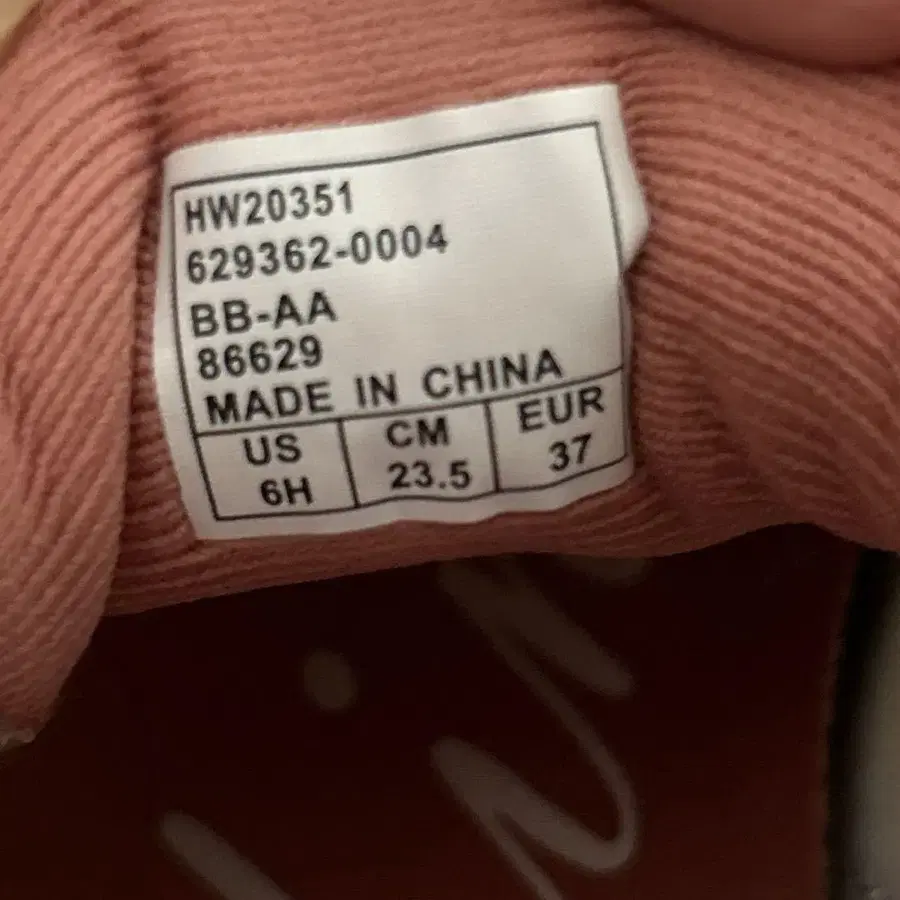 HW20351
629362-0004
BB-AA
86629
MADE IN CHINA
US CM EUR
6H 23.5 37